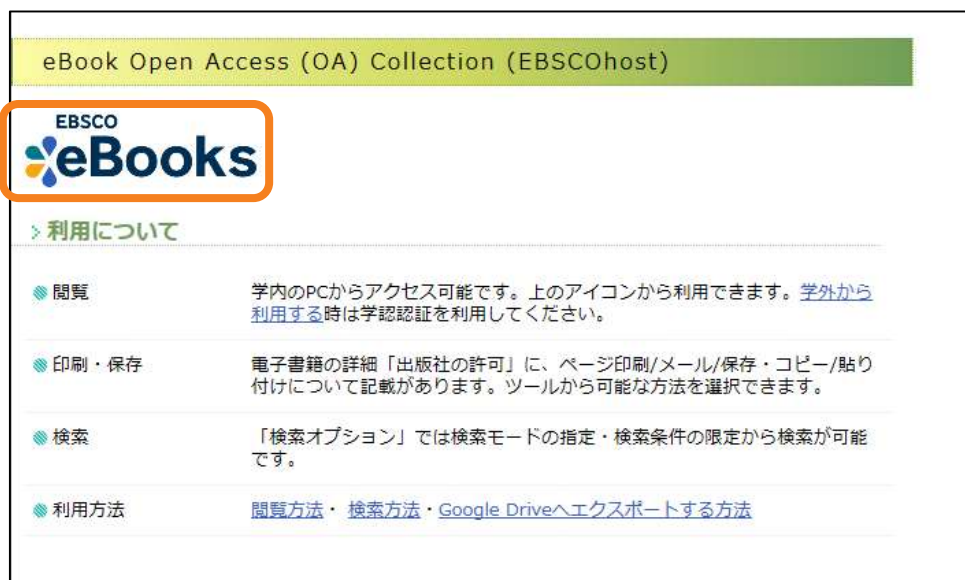 eBook Open Access (OA) Collection (EBSCOhost)
EBSCO
eBooks
利用について
閲覧
学内のPCからアクセス可能です。上のアイコンから利用できます。学外から
利用する時は学認認証を利用してください。
印刷・保存
電子書籍の詳細「出版社の許可」に、ページ印刷/メール/保存・コピー/貼り
付けについて記載があります。ツールから可能な方法を選択できます。
検索
「検索オプション」では検索モードの指定・検索条件の限定から検索が可能
です。
利用方法
閲覧方法・ 検索方法・Google Driveへエクスポートする方法